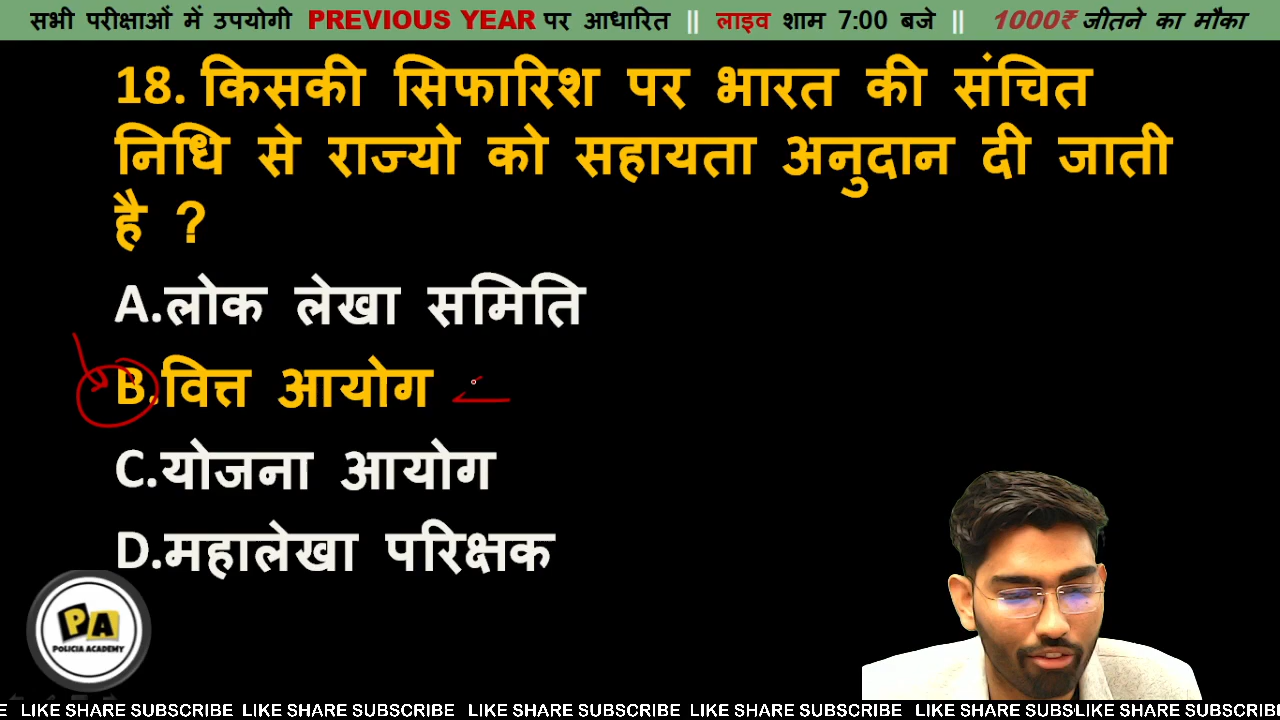 सभी परीक्षाओं में उपयोगी PREVIOUS YEAR पर आधारित || लाइव शाम 7:00 बजे || 1000₹ जीतने का मौका
18. किसकी सिफारिश पर भारत की संचित
निधि से राज्यो को सहायता अनुदान दी जाती
है ?
A.लोक लेखा समिति
B.वित्त आयोग
C.योजना आयोग
D.महालेखा परिक्षक
PA
POLICIA ACADEMY
E LIKE SHARE SUBSCRIBE LIKE SHARE SUBSCRIBE LIKE SHARE SUBSCRIBE LIKE SHARE SUBSCRIBE LIKE SHARE SUBSCRIB